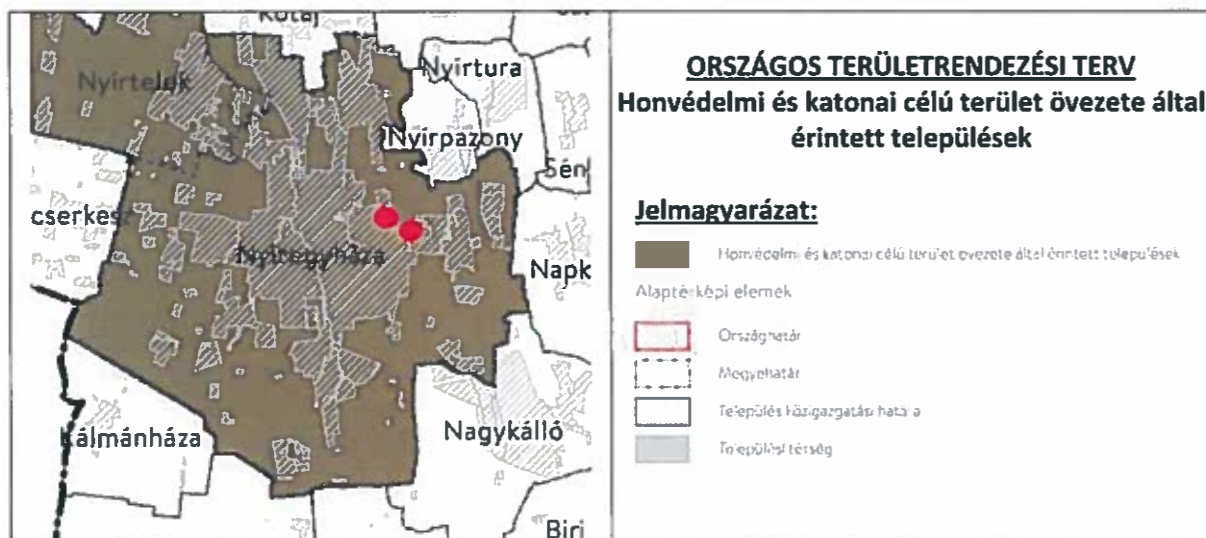 Kótaj
Nyírtura
Nyírtelek
Nyírpazony
Sén
cserkes
Nyíregyháza
Napk
Kálmánháza
Nagykálló
Biri
ORSZÁGOS TERÜLETRENDEZÉSI TERV
Honvédelmi és katonai célú terület övezete által
érintett települések
Jelmagyarázat:
Honvédelmi és katonai célú terület övezete által érintett települések
Alaptérképi elemek
Országhatár
Megyehatár
Település közigazgatási határa
Települési térség